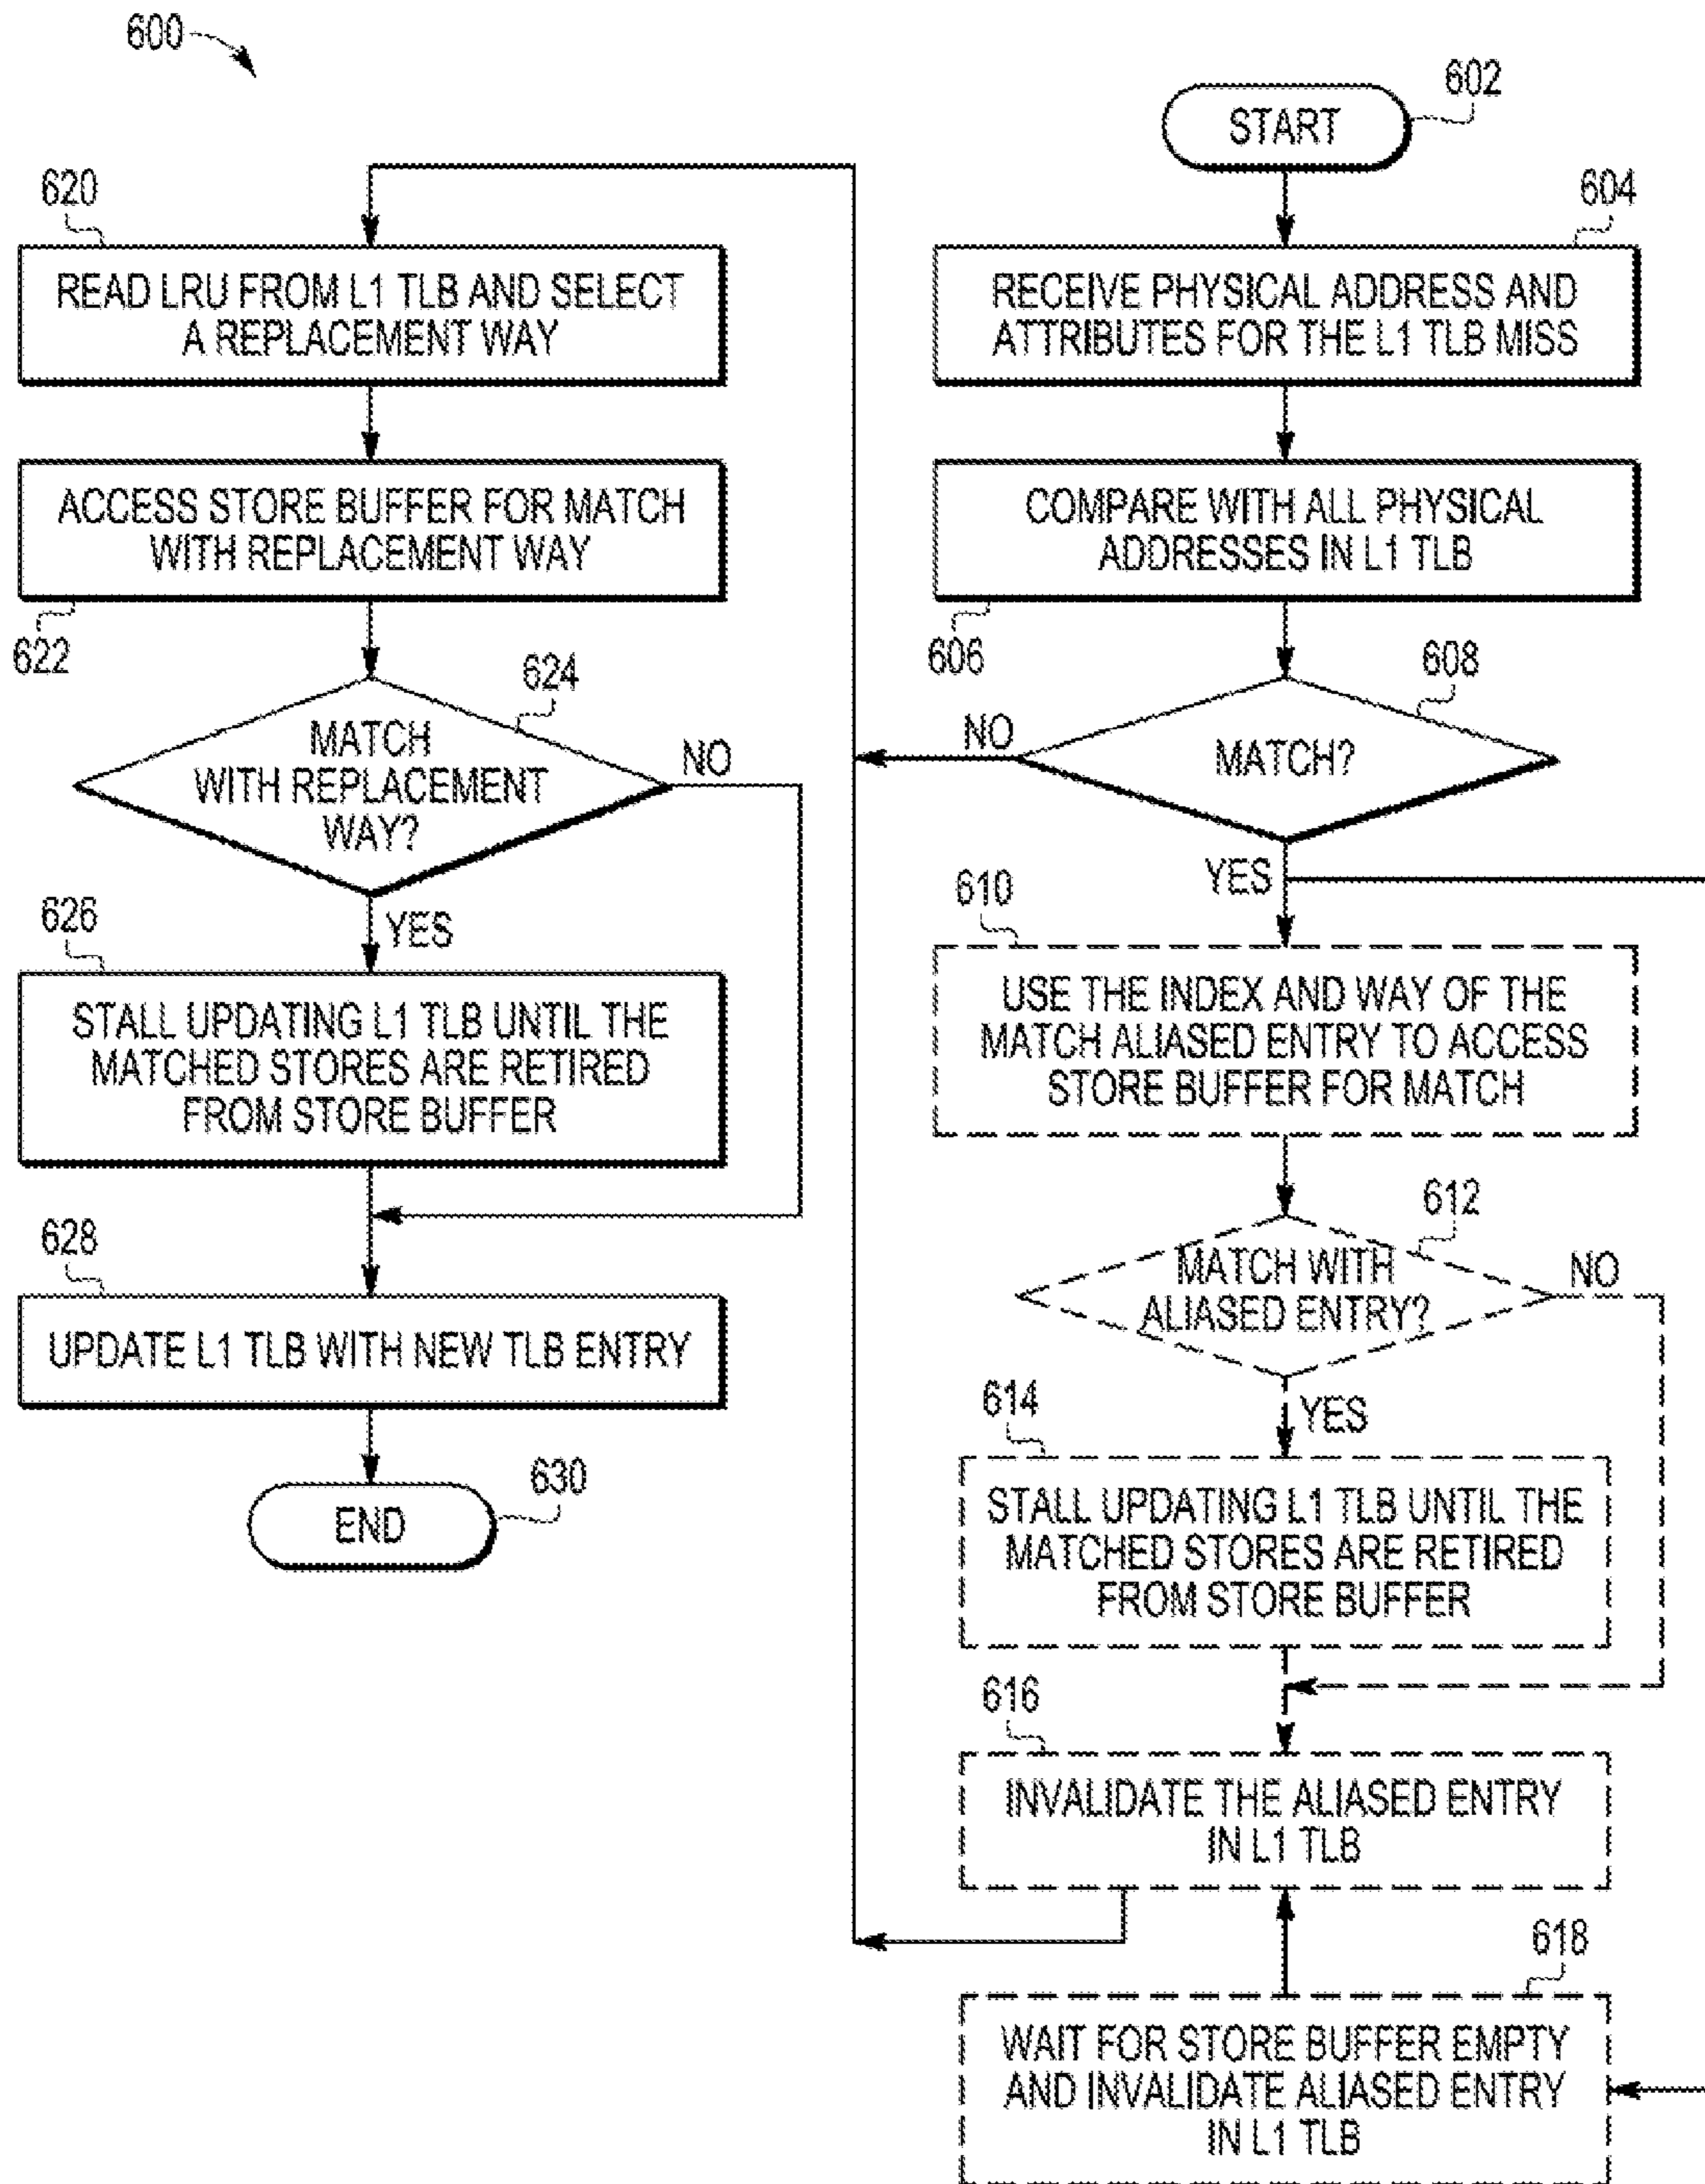 600
602
START
604
RECEIVE PHYSICAL ADDRESS AND
ATTRIBUTES FOR THE L1 TLB MISS
COMPARE WITH ALL PHYSICAL
ADDRESSES IN L1 TLB
606
608
MATCH?
NO
YES
610
USE THE INDEX AND WAY OF THE
MATCH ALIASED ENTRY TO ACCESS
STORE BUFFER FOR MATCH
612
MATCH WITH
ALIASED ENTRY?
NO
YES
614
STALL UPDATING L1 TLB UNTIL THE
MATCHED STORES ARE RETIRED
FROM STORE BUFFER
616
INVALIDATE THE ALIASED ENTRY
IN L1 TLB
618
WAIT FOR STORE BUFFER EMPTY
AND INVALIDATE ALIASED ENTRY
IN L1 TLB
620
READ LRU FROM L1 TLB AND SELECT
A REPLACEMENT WAY
ACCESS STORE BUFFER FOR MATCH
WITH REPLACEMENT WAY
622
624
MATCH
WITH REPLACEMENT
WAY?
NO
YES
626
STALL UPDATING L1 TLB UNTIL THE
MATCHED STORES ARE RETIRED
FROM STORE BUFFER
628
UPDATE L1 TLB WITH NEW TLB ENTRY
630
END